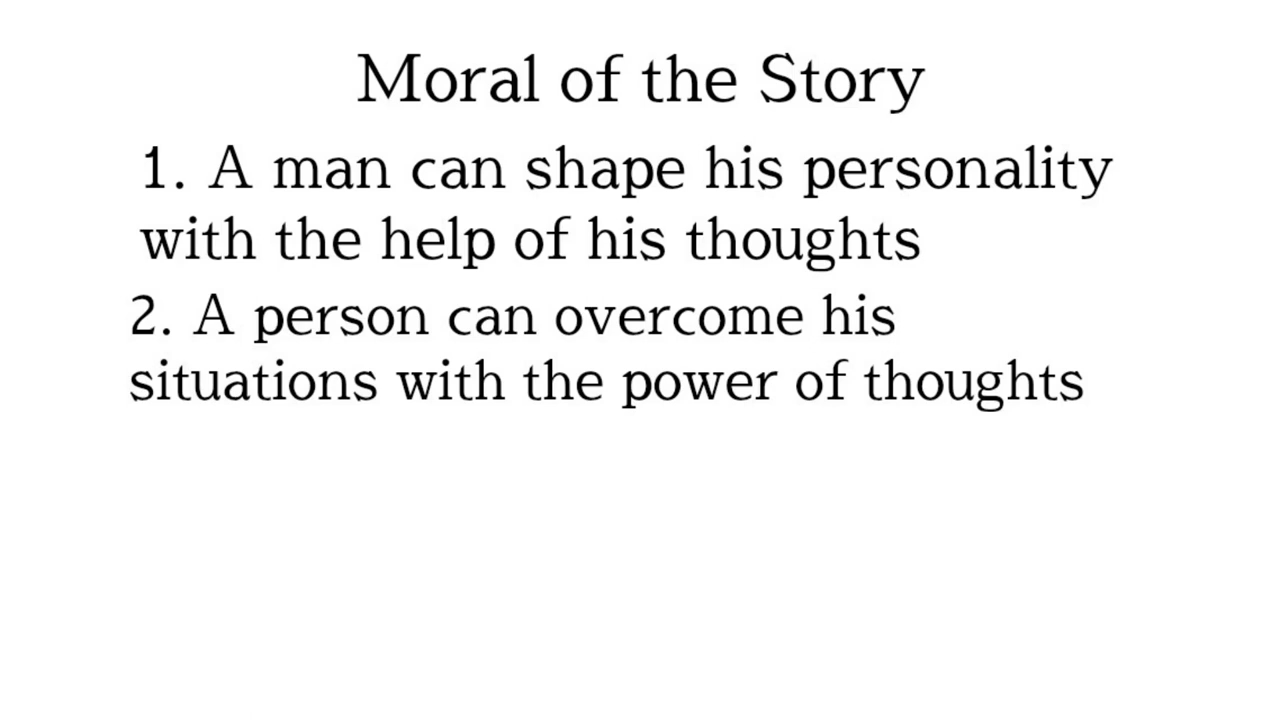 Moral of the Story
1. A man can shape his personality
with the help of his thoughts
2. A person can overcome his
situations with the power of thoughts